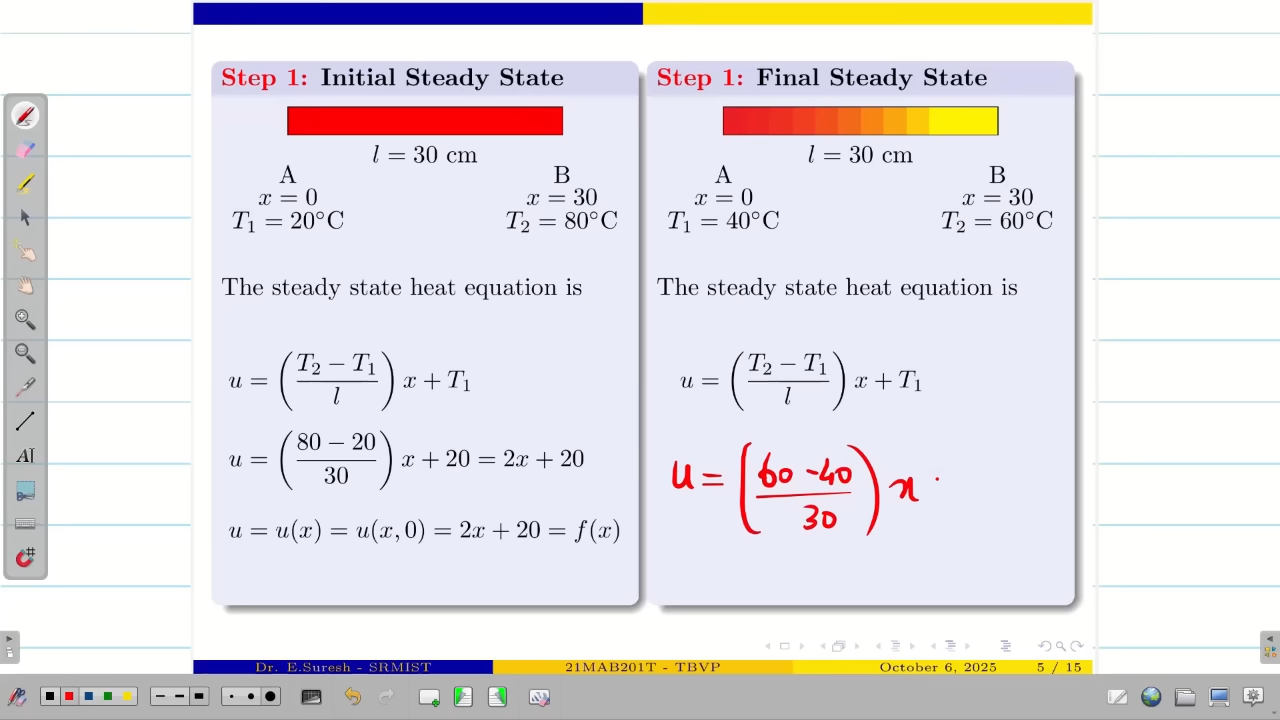 Step 1: Initial Steady State
l = 30 cm
A B
x = 0 x = 30
T₁ = 20°C T₂ = 80°C
The steady state heat equation is
u = ( (T₂ − T₁) / l ) x + T₁
u = ( (80 − 20) / 30 ) x + 20 = 2x + 20
u = u(x) = u(x, 0) = 2x + 20 = f(x)
Step 1: Final Steady State
l = 30 cm
A B
x = 0 x = 30
T₁ = 40°C T₂ = 60°C
The steady state heat equation is
u = ( (T₂ − T₁) / l ) x + T₁
u = ( (60 - 40) / 30 ) x
Dr. E.Suresh - SRMIST 21MAB201T - TBVP October 6, 2025 5 / 15
AI